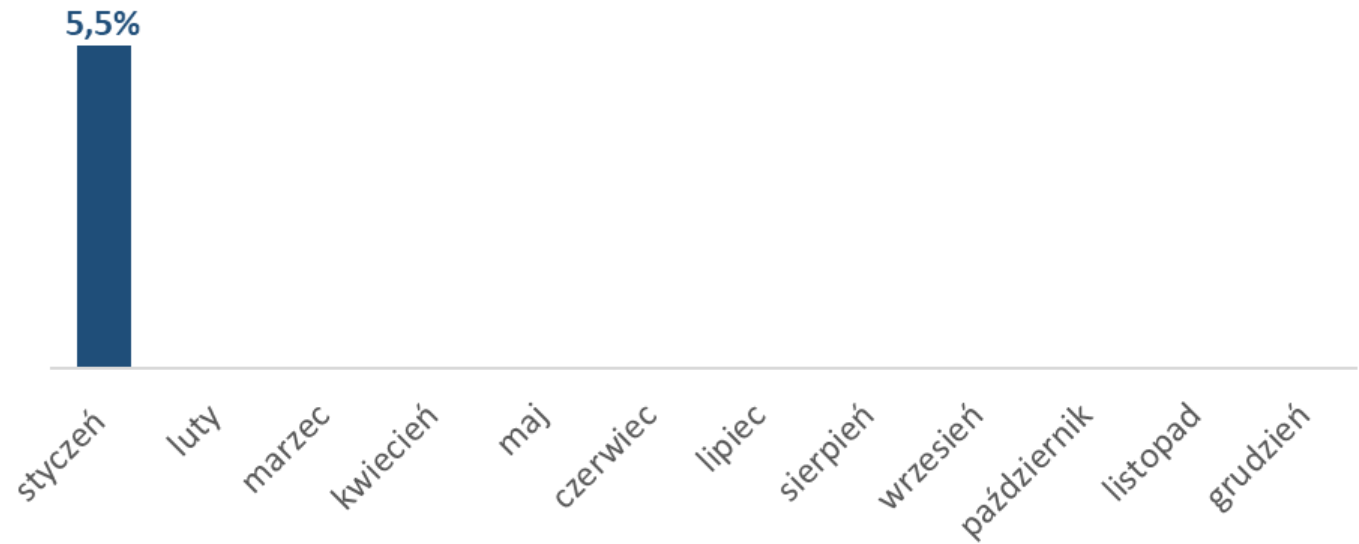 5,5%
styczeń
luty
marzec
kwiecień
maj
czerwiec
lipiec
sierpień
wrzesień
październik
listopad
grudzień